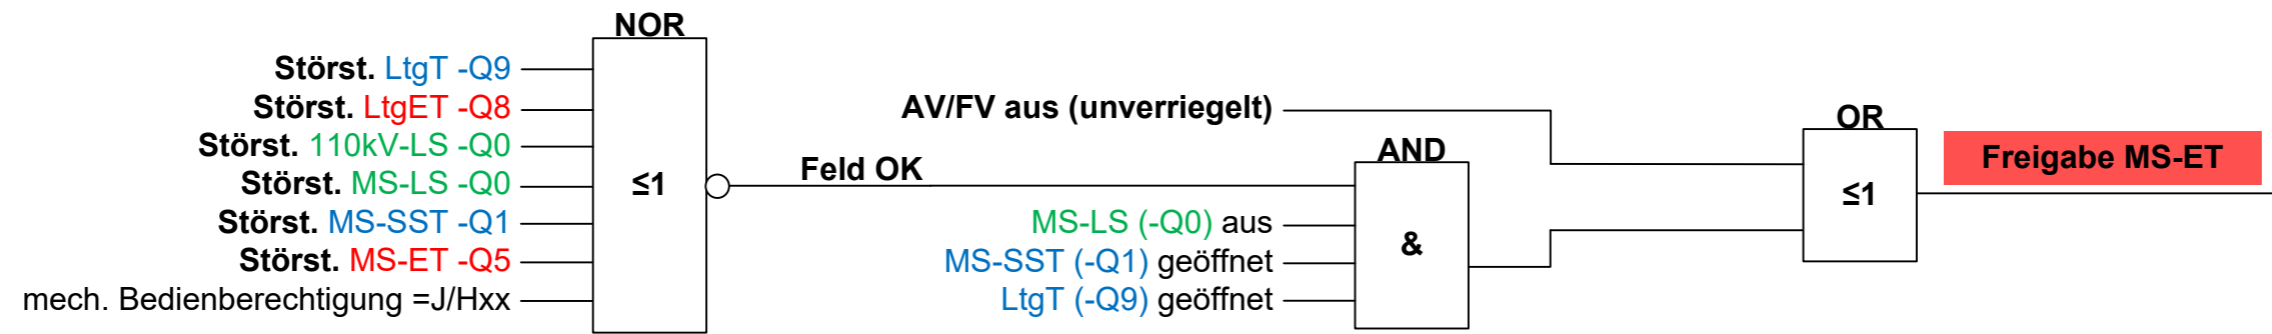 NOR
Störst. LtgT -Q9
Störst. LtgET -Q8
Störst. 110kV-LS -Q0
Störst. MS-LS -Q0
Störst. MS-SST -Q1
Störst. MS-ET -Q5
mech. Bedienberechtigung =J/Hxx
≤1
Feld OK
AV/FV aus (unverriegelt)
AND
MS-LS (-Q0) aus
MS-SST (-Q1) geöffnet
LtgT (-Q9) geöffnet
&
OR
≤1
Freigabe MS-ET